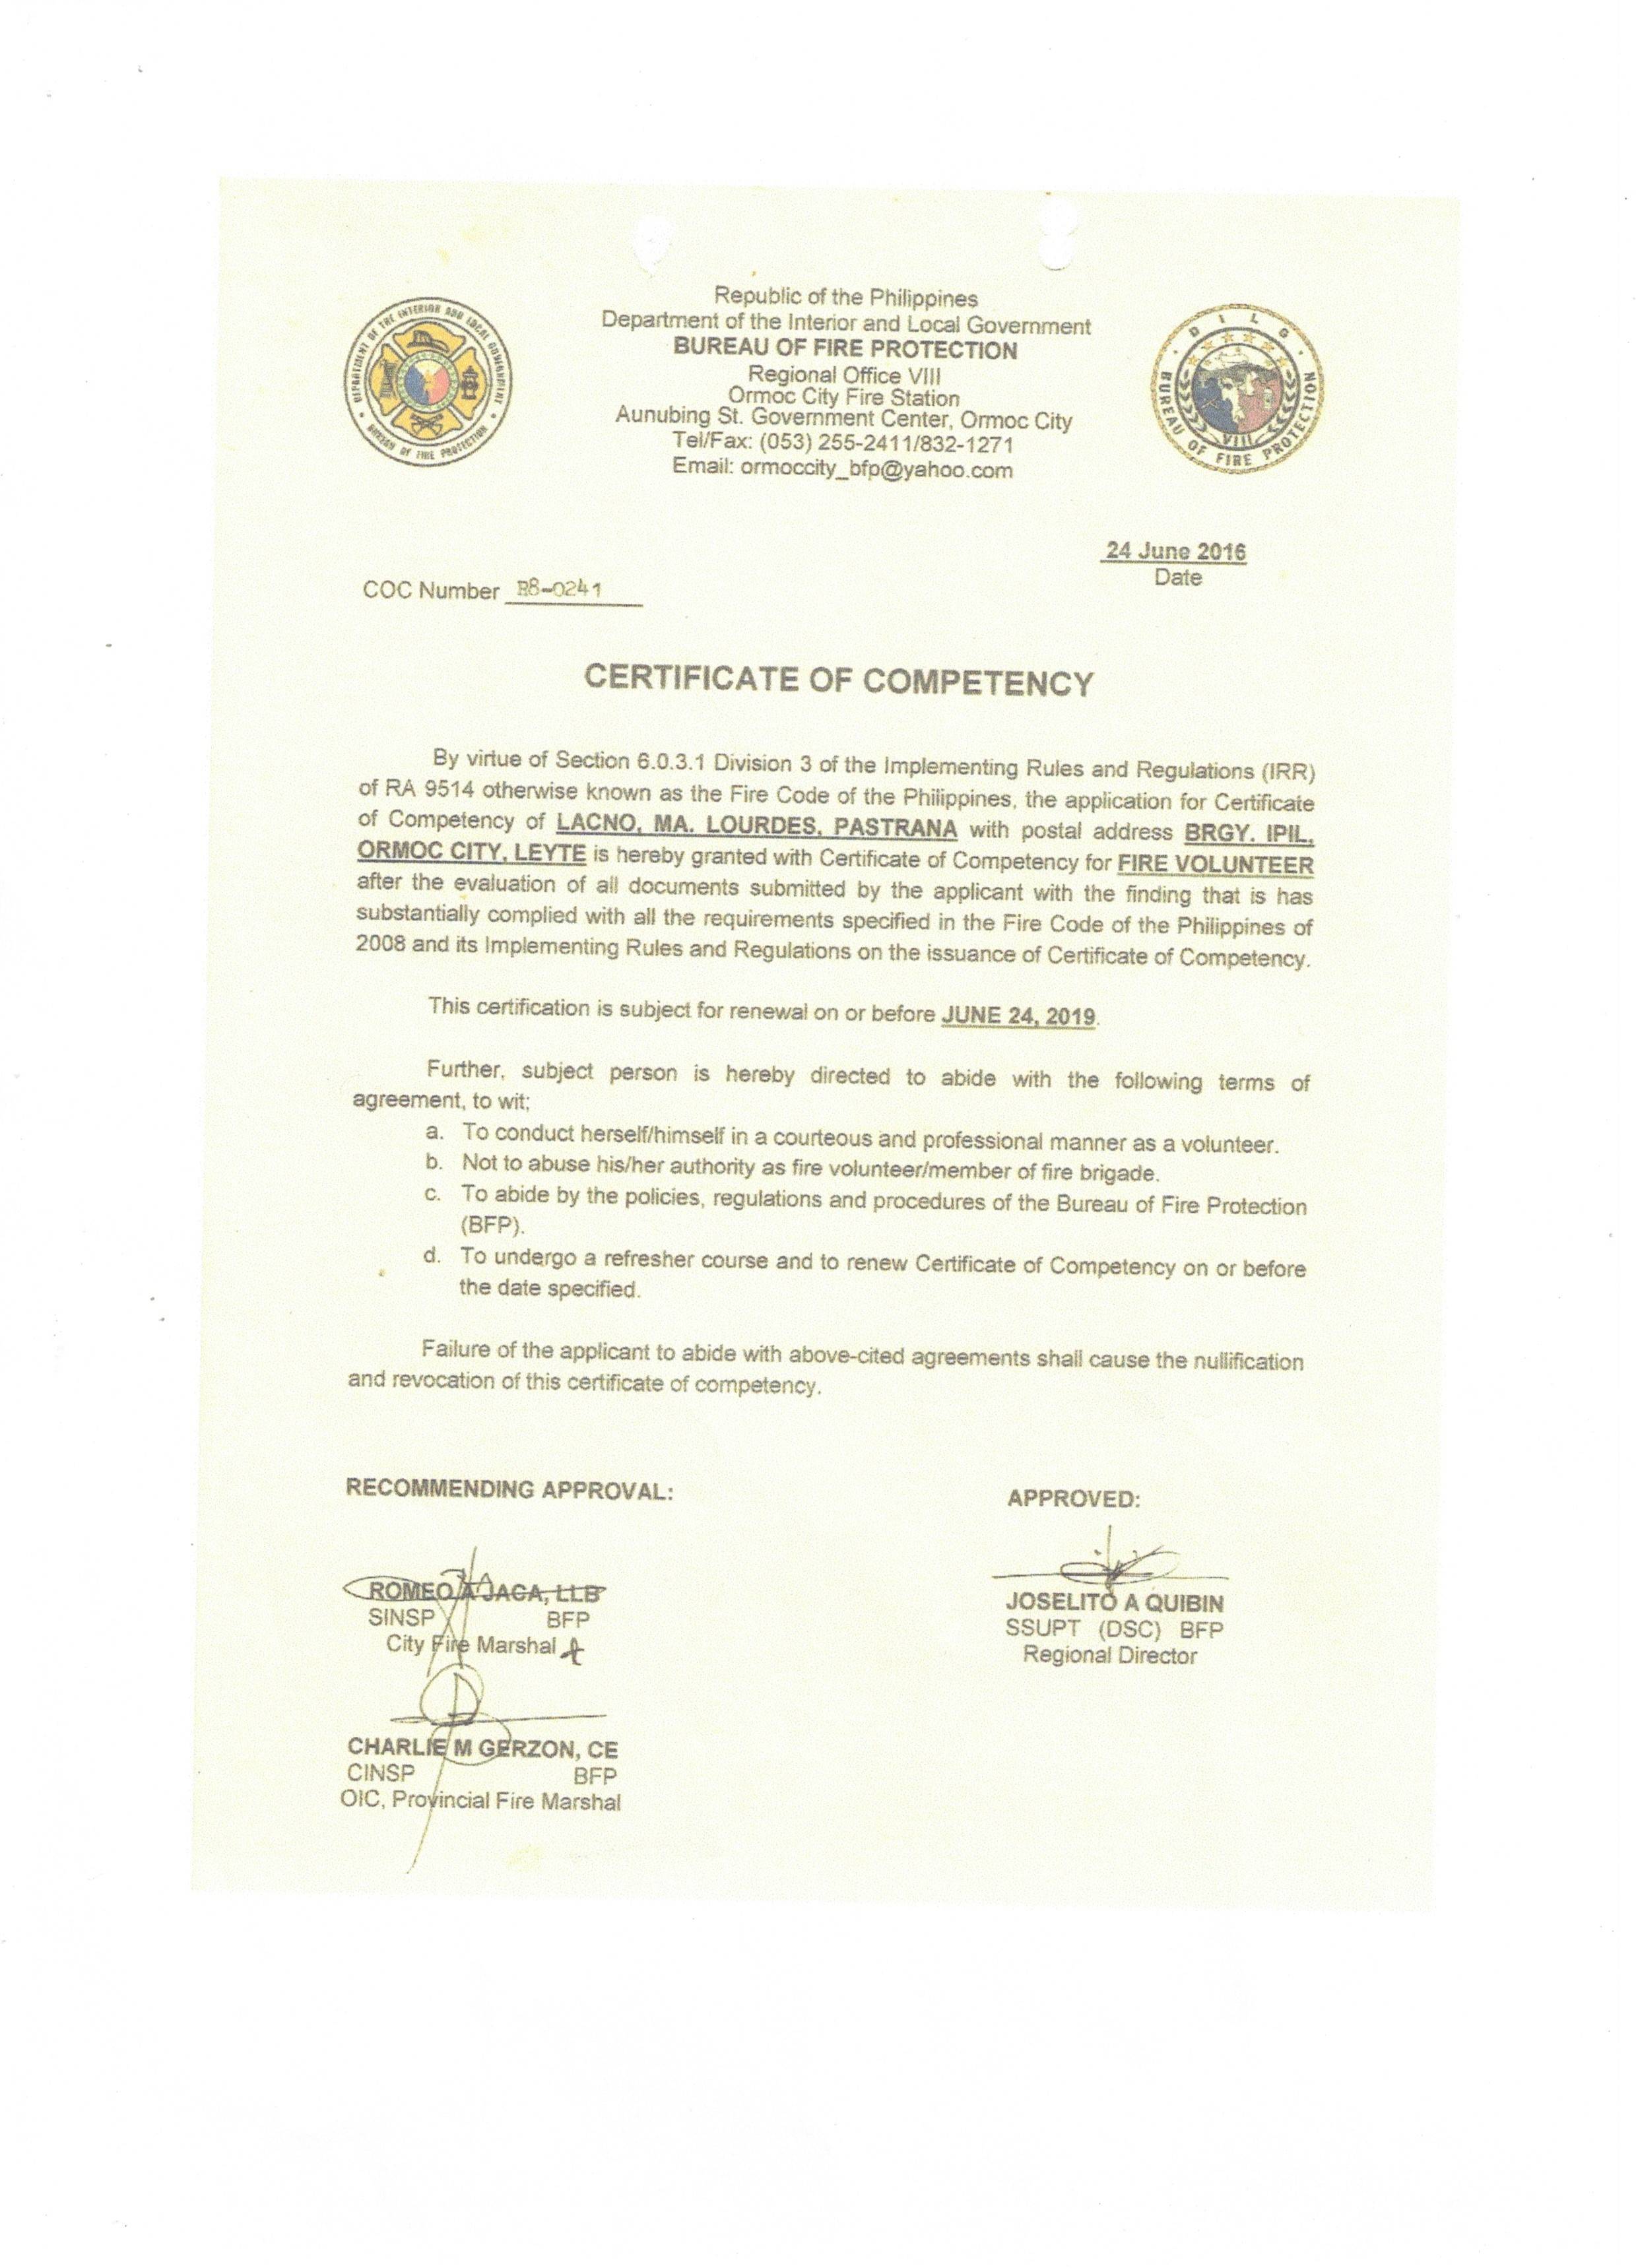 Republic of the Philippines
Department of the Interior and Local Government
BUREAU OF FIRE PROTECTION
Regional Office VIII
Ormoc City Fire Station
Aunubing St. Government Center, Ormoc City
Tel/Fax: (053) 255-2411/832-1271
Email: ormoccity_bfp@yahoo.com
DEPARTMENT OF THE INTERIOR AND LOCAL GOVERNMENT
BUREAU OF FIRE PROTECTION
DILG
BUREAU OF FIRE PROTECTION
VIII
24 June 2016
Date
COC Number R8-0241
CERTIFICATE OF COMPETENCY
By virtue of Section 6.0.3.1 Division 3 of the Implementing Rules and Regulations (IRR)
of RA 9514 otherwise known as the Fire Code of the Philippines, the application for Certificate
of Competency of LACNO, MA. LOURDES, PASTRANA with postal address BRGY. IPIL,
ORMOC CITY, LEYTE is hereby granted with Certificate of Competency for FIRE VOLUNTEER
after the evaluation of all documents submitted by the applicant with the finding that is has
substantially complied with all the requirements specified in the Fire Code of the Philippines of
2008 and its Implementing Rules and Regulations on the issuance of Certificate of Competency.
This certification is subject for renewal on or before JUNE 24, 2019.
Further, subject person is hereby directed to abide with the following terms of
agreement, to wit;
a. To conduct herself/himself in a courteous and professional manner as a volunteer.
b. Not to abuse his/her authority as fire volunteer/member of fire brigade.
c. To abide by the policies, regulations and procedures of the Bureau of Fire Protection
(BFP).
d. To undergo a refresher course and to renew Certificate of Competency on or before
the date specified.
Failure of the applicant to abide with above-cited agreements shall cause the nullification
and revocation of this certificate of competency.
RECOMMENDING APPROVAL:
ROMEO A JACA, LLB
SINSP BFP
City Fire Marshal
CHARLIE M GERZON, CE
CINSP BFP
OIC, Provincial Fire Marshal
APPROVED:
JOSELITO A QUIBIN
SSUPT (DSC) BFP
Regional Director